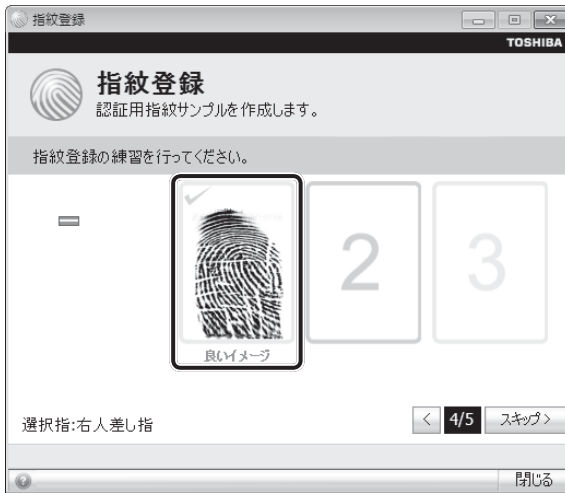 指紋登録
TOSHIBA
指紋登録
認証用指紋サンプルを作成します。
指紋登録の練習を行ってください。
2
3
良いイメージ
選択指:右人差し指
< 4/5 スキップ >
? 閉じる